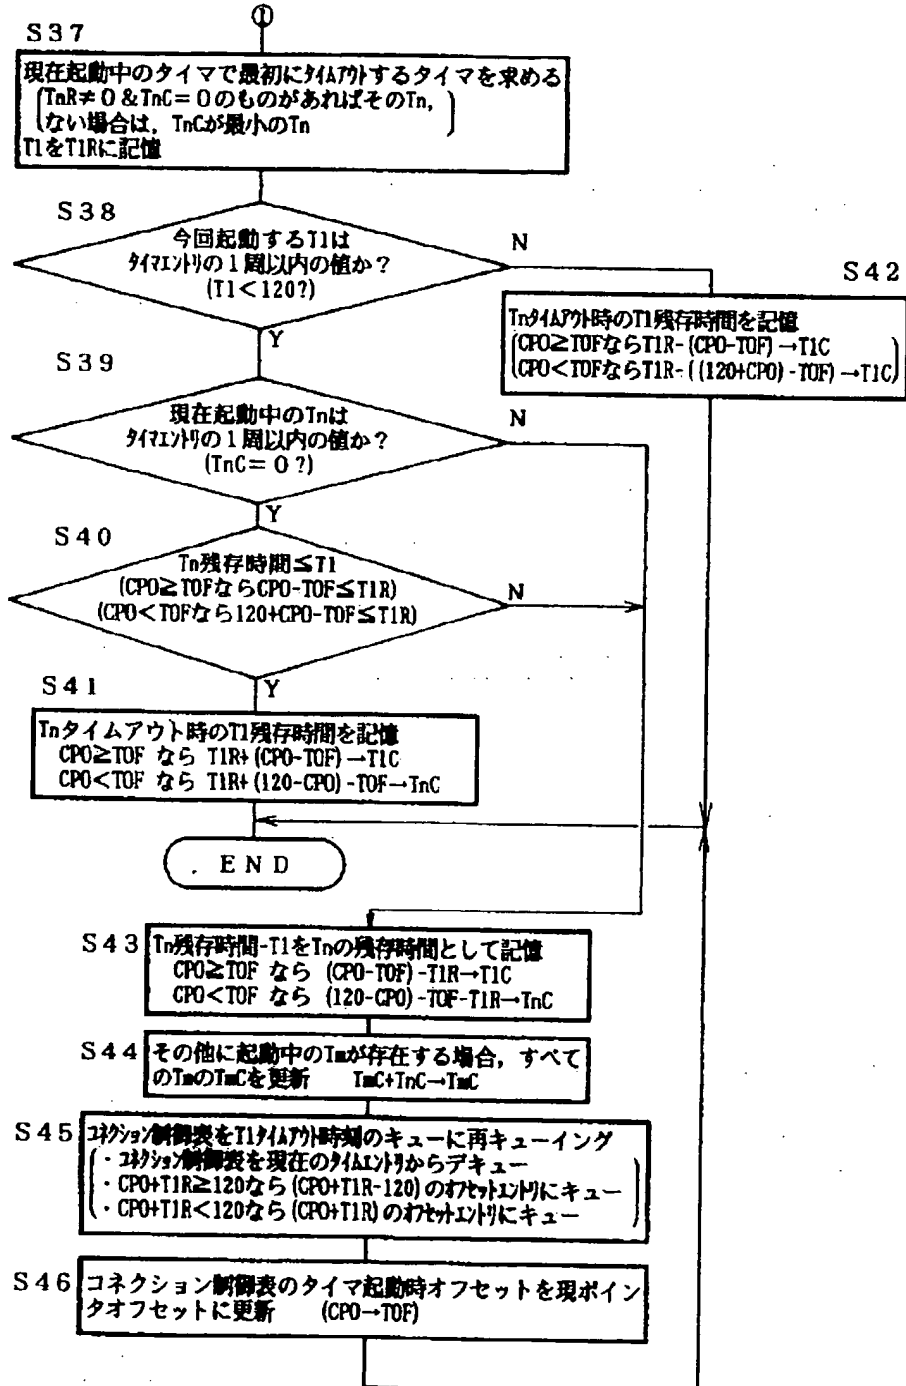 ①
S37
現在起動中のタイマで最初にタイムアウトするタイマを求める
(TnR≠0&TnC=0のものがあればそのTn,
ない場合は,TnCが最小のTn)
T1をT1Rに記憶
S38
今回起動するT1は
タイマエントリの1周以内の値か?
(T1<120?)
N
Y
S42
Tnタイムアウト時のT1残存時間を記憶
(CPO≧TOFならT1R-(CPO-TOF)→T1C
CPO<TOFならT1R-((120+CPO)-TOF)→T1C)
S39
現在起動中のTnは
タイマエントリの1周以内の値か?
(TnC=0?)
N
Y
S40
Tn残存時間≦T1
(CPO≧TOFならCPO-TOF≦T1R)
(CPO<TOFなら120+CPO-TOF≦T1R)
N
Y
S41
Tnタイムアウト時のT1残存時間を記憶
CPO≧TOF なら T1R+(CPO-TOF)→T1C
CPO<TOF なら T1R+(120-CPO)-TOF→TnC
END
S43
Tn残存時間-T1をTnの残存時間として記憶
CPO≧TOF なら (CPO-TOF)-T1R→T1C
CPO<TOF なら (120-CPO)-TOF-T1R→TnC
S44
その他に起動中のTmが存在する場合,すべて
のTmのTmCを更新 TmC+TnC→TmC
S45
コネクション制御表をT1タイムアウト時刻のキューに再キューイング
(・コネクション制御表を現在のタイムエントリからデキュー
・CPO+T1R≧120なら(CPO+T1R-120)のオフセットエントリにキュー
・CPO+T1R<120なら(CPO+T1R)のオフセットエントリにキュー)
S46
コネクション制御表のタイマ起動時オフセットを現ポイン
タオフセットに更新 (CPO→TOF)